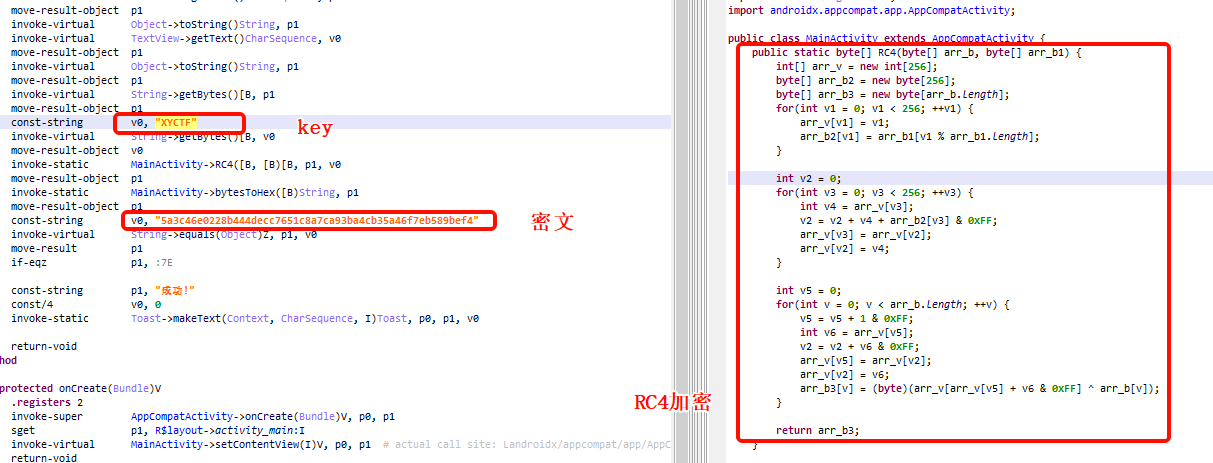 move-result-object p1
invoke-virtual Object->toString()String, p1
invoke-virtual TextView->getText()CharSequence, v0
move-result-object p1
invoke-virtual Object->toString()String, p1
move-result-object p1
invoke-virtual String->getBytes()[B, p1
move-result-object p1
const-string v0, "XYCTF"
key
invoke-virtual String->getBytes()[B, v0
move-result-object v0
invoke-static MainActivity->RC4([B, [B)[B, p1, v0
move-result-object p1
invoke-static MainActivity->bytesToHex([B)String, p1
move-result-object p1
const-string v0, "5a3c46e0228b444decc7651c8a7ca93ba4cb35a46f7eb589bef4"
密文
invoke-virtual String->equals(Object)Z, p1, v0
move-result p1
if-eqz p1, :7E
const-string p1, "成功!"
const/4 v0, 0
invoke-static Toast->makeText(Context, CharSequence, I)Toast, p0, p1, v0
return-void
hod
protected onCreate(Bundle)V
.registers 2
invoke-super AppCompatActivity->onCreate(Bundle)V, p0, p1
sget p1, R$layout->activity_main:I
invoke-virtual MainActivity->setContentView(I)V, p0, p1 # actual call site: Landroidx/appcompat/app/AppC
return-void
RC4加密
import androidx.appcompat.app.AppCompatActivity;
public class MainActivity extends AppCompatActivity {
public static byte[] RC4(byte[] arr_b, byte[] arr_b1) {
int[] arr_v = new int[256];
byte[] arr_b2 = new byte[256];
byte[] arr_b3 = new byte[arr_b.length];
for(int v1 = 0; v1 < 256; ++v1) {
arr_v[v1] = v1;
arr_b2[v1] = arr_b1[v1 % arr_b1.length];
}
int v2 = 0;
for(int v3 = 0; v3 < 256; ++v3) {
int v4 = arr_v[v3];
v2 = v2 + v4 + arr_b2[v3] & 0xFF;
arr_v[v3] = arr_v[v2];
arr_v[v2] = v4;
}
int v5 = 0;
for(int v = 0; v < arr_b.length; ++v) {
v5 = v5 + 1 & 0xFF;
int v6 = arr_v[v5];
v2 = v2 + v6 & 0xFF;
arr_v[v5] = arr_v[v2];
arr_v[v2] = v6;
arr_b3[v] = (byte)(arr_v[arr_v[v5] + v6 & 0xFF] ^ arr_b[v]);
}
return arr_b3;
}